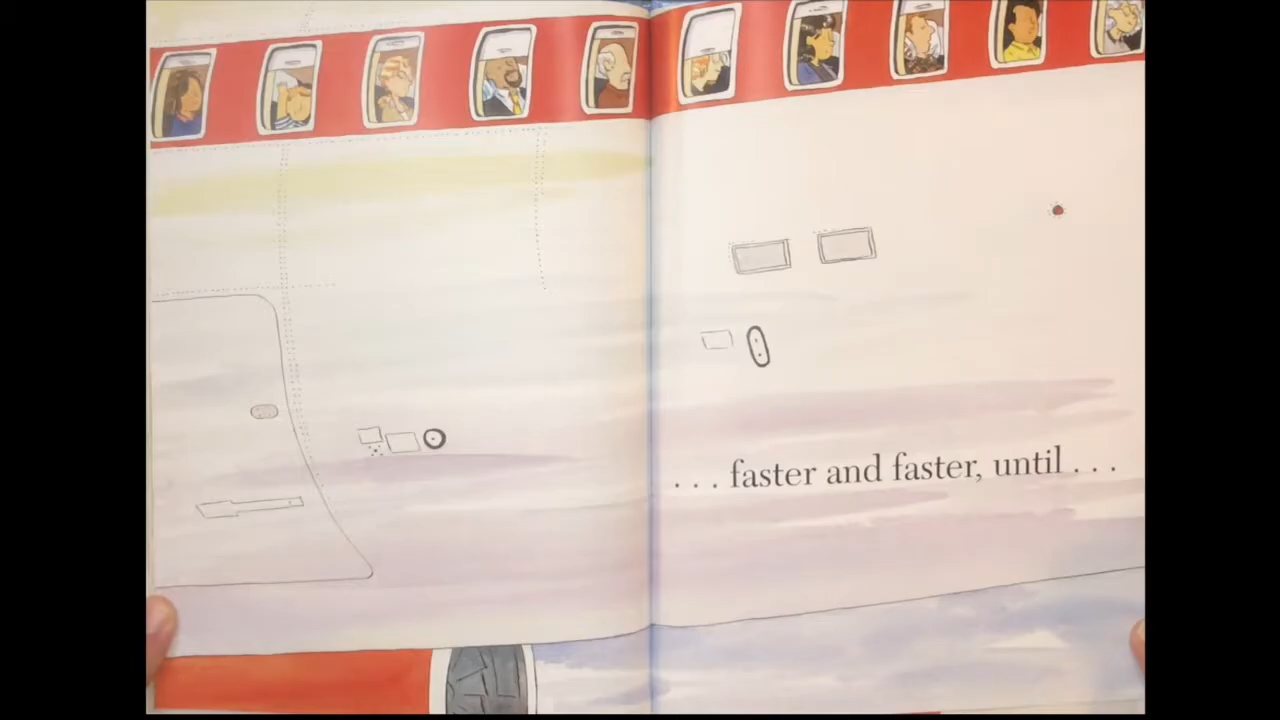 . . . faster and faster, until . . .